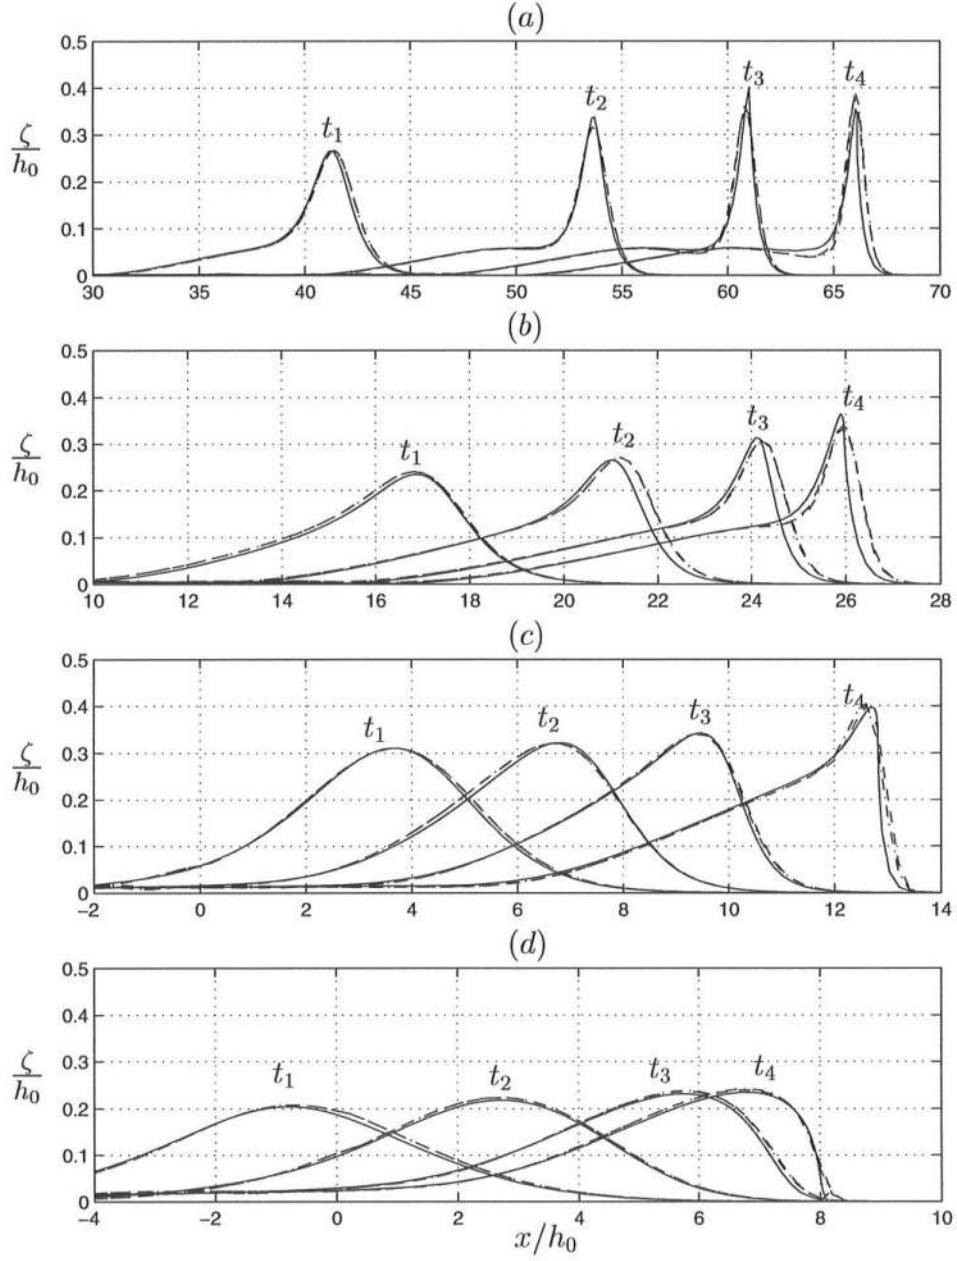 (a)
0.5
0.4
0.3
0.2
0.1
0
ζ/h₀
t₁ t₂ t₃ t₄
30 35 40 45 50 55 60 65 70
(b)
0.5
0.4
0.3
0.2
0.1
0
ζ/h₀
t₁ t₂ t₃ t₄
10 12 14 16 18 20 22 24 26 28
(c)
0.5
0.4
0.3
0.2
0.1
0
ζ/h₀
t₁ t₂ t₃ t₄
−2 0 2 4 6 8 10 12 14
(d)
0.5
0.4
0.3
0.2
0.1
0
ζ/h₀
t₁ t₂ t₃ t₄
−4 −2 0 2 4 6 8 10
x/h₀